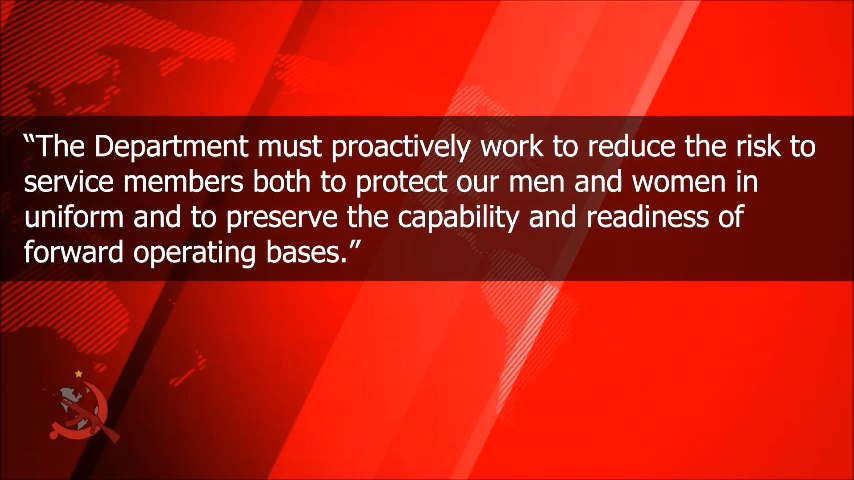 “The Department must proactively work to reduce the risk to
service members both to protect our men and women in
uniform and to preserve the capability and readiness of
forward operating bases.”